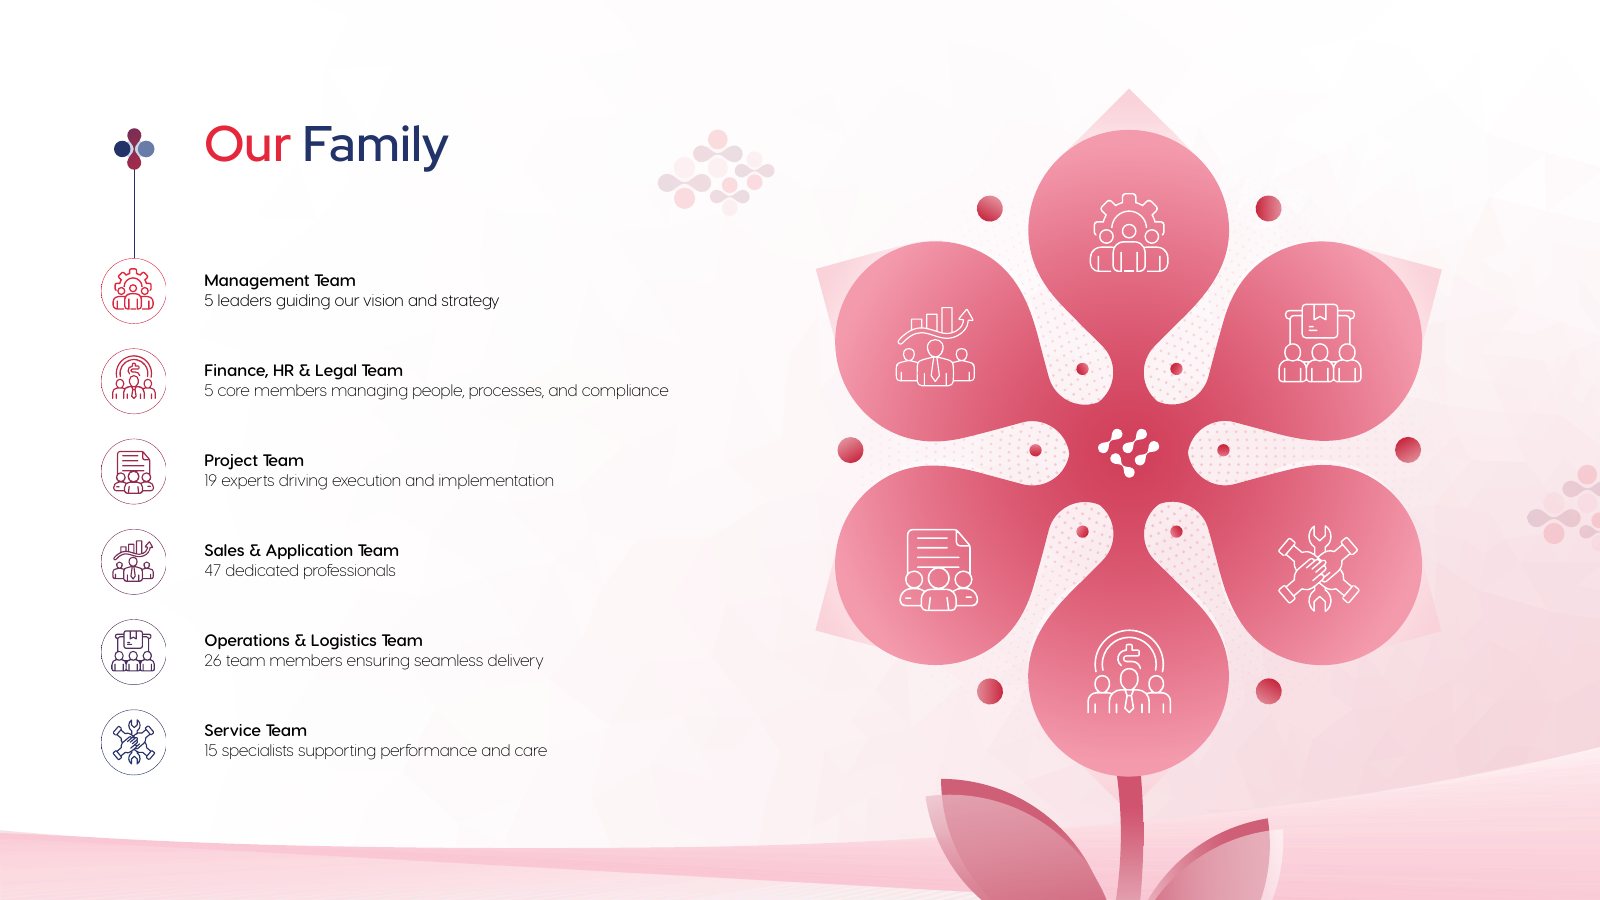 Our Family
Management Team
5 leaders guiding our vision and strategy
Finance, HR & Legal Team
5 core members managing people, processes, and compliance
Project Team
19 experts driving execution and implementation
Sales & Application Team
47 dedicated professionals
Operations & Logistics Team
26 team members ensuring seamless delivery
Service Team
15 specialists supporting performance and care